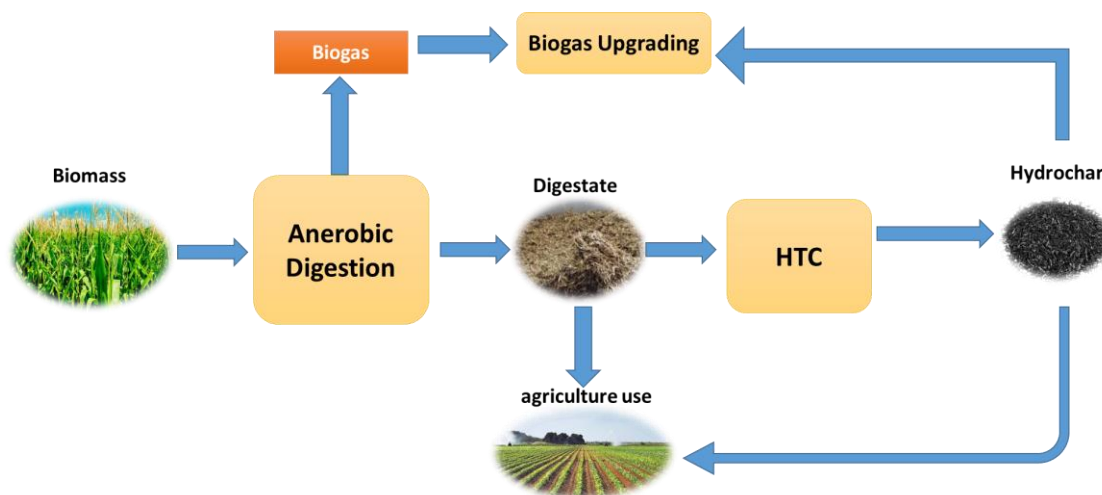 Biogas
Biogas Upgrading
Biomass
Anerobic
Digestion
Digestate
HTC
Hydrochar
agriculture use